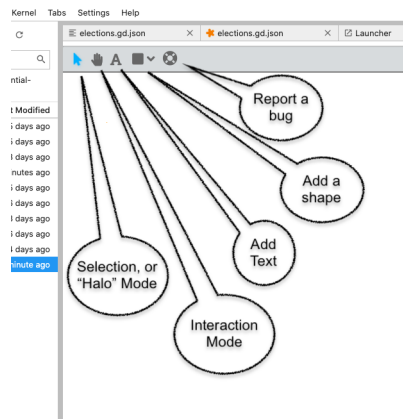 Kernel Tabs Settings Help
elections.gd.json
elections.gd.json
Launcher
ntial-
t Modified
days ago
days ago
days ago
nutes ago
days ago
days ago
days ago
days ago
days ago
minute ago
A
Report a
bug
Add a
shape
Add
Text
Selection, or
“Halo” Mode
Interaction
Mode